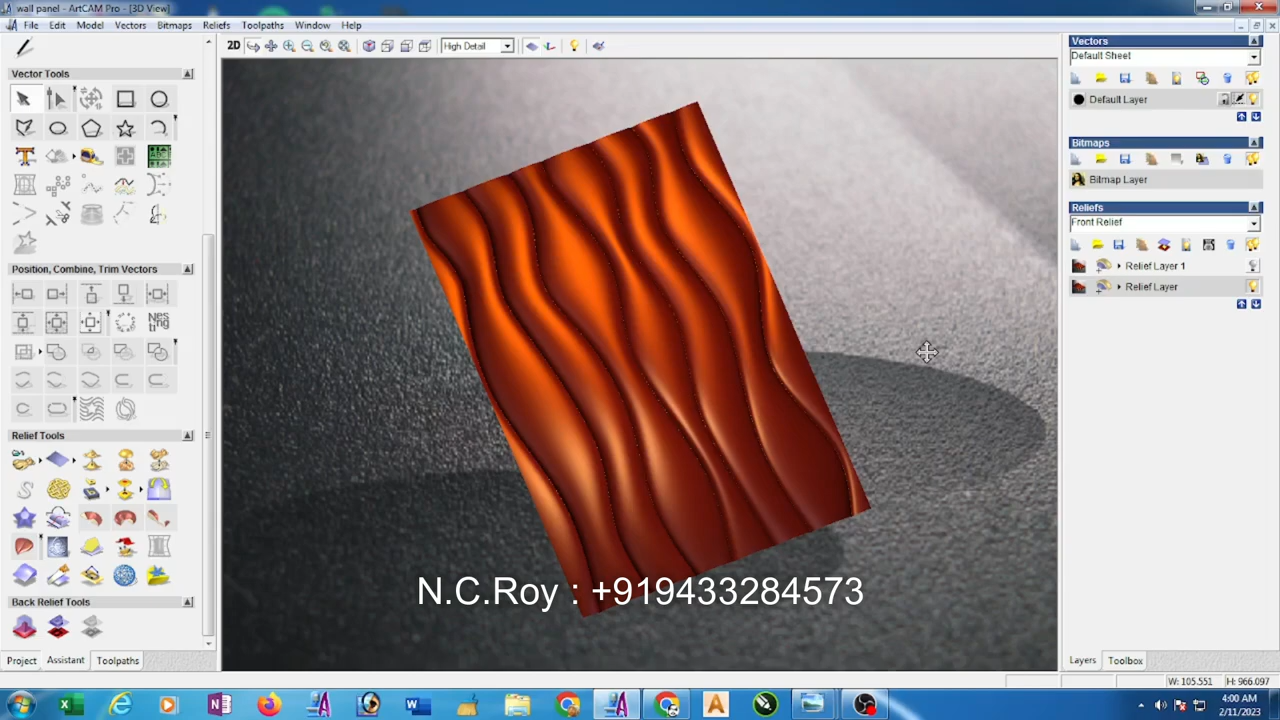 wall panel - ArtCAM Pro - [3D View]
File Edit Model Vectors Bitmaps Reliefs Toolpaths Window Help
2D High Detail
Vector Tools
Position, Combine, Trim Vectors
Relief Tools
Back Relief Tools
Project Assistant Toolpaths
N.C.Roy : +919433284573
Vectors
Default Sheet
Default Layer
Bitmaps
Bitmap Layer
Reliefs
Front Relief
Relief Layer 1
Relief Layer
Layers Toolbox
W: 105.551 H: 966.097
4:00 AM
2/11/2023